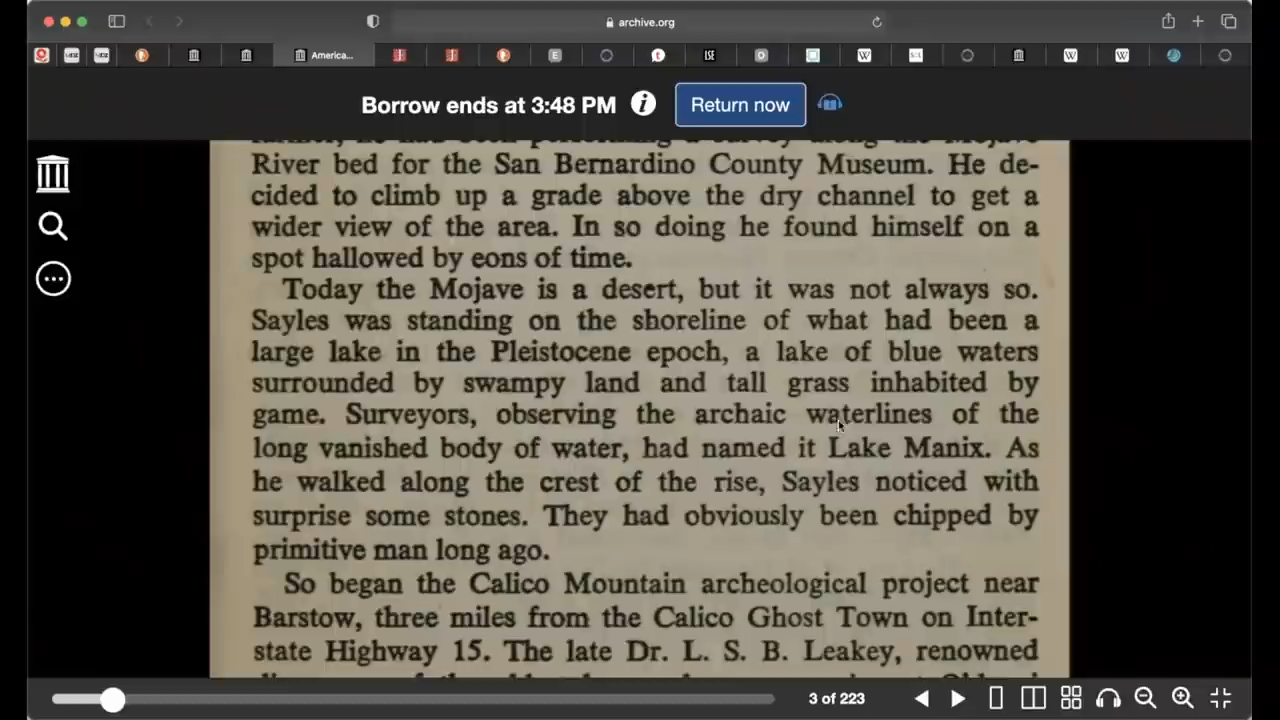 archive.org
America...
Borrow ends at 3:48 PM
Return now
River bed for the San Bernardino County Museum. He de-
cided to climb up a grade above the dry channel to get a
wider view of the area. In so doing he found himself on a
spot hallowed by eons of time.
Today the Mojave is a desert, but it was not always so.
Sayles was standing on the shoreline of what had been a
large lake in the Pleistocene epoch, a lake of blue waters
surrounded by swampy land and tall grass inhabited by
game. Surveyors, observing the archaic waterlines of the
long vanished body of water, had named it Lake Manix. As
he walked along the crest of the rise, Sayles noticed with
surprise some stones. They had obviously been chipped by
primitive man long ago.
So began the Calico Mountain archeological project near
Barstow, three miles from the Calico Ghost Town on Inter-
state Highway 15. The late Dr. L. S. B. Leakey, renowned
3 of 223